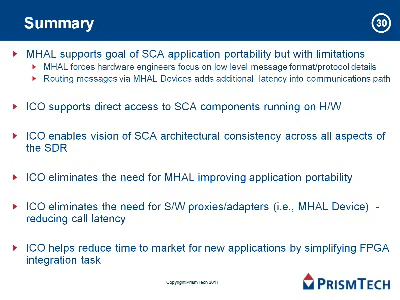 Summary
30
MHAL supports goal of SCA application portability but with limitations
MHAL forces hardware engineers focus on low level message format/protocol details
Routing messages via MHAL Devices adds additional latency into communications path
ICO supports direct access to SCA components running on H/W
ICO enables vision of SCA architectural consistency across all aspects of
the SDR
ICO eliminates the need for MHAL improving application portability
ICO eliminates the need for S/W proxies/adapters (i.e., MHAL Device) -
reducing call latency
ICO helps reduce time to market for new applications by simplifying FPGA
integration task
Copyright PrismTech
PRISMTECH